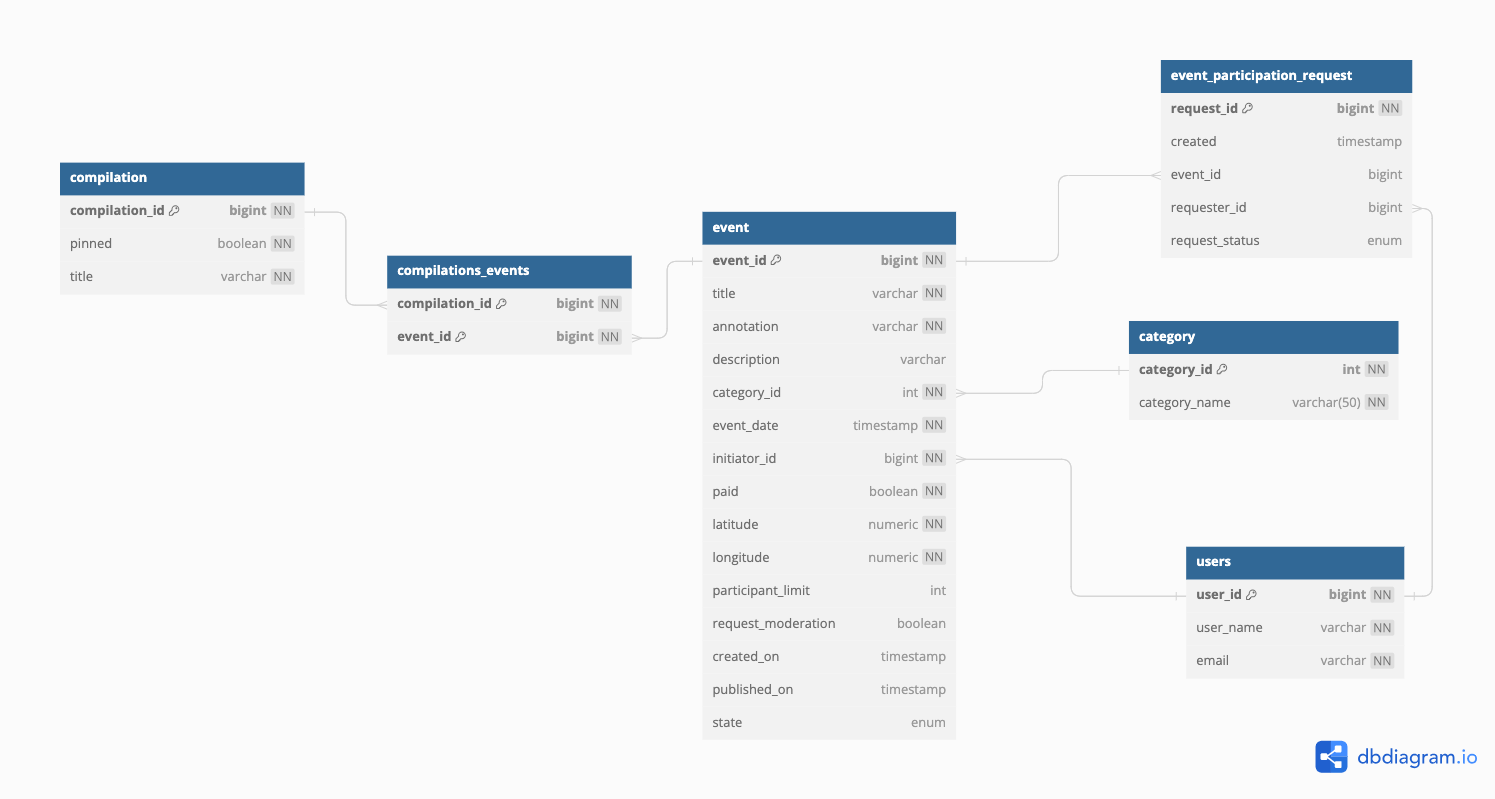 compilation
compilation_id bigint NN
pinned boolean NN
title varchar NN
compilations_events
compilation_id bigint NN
event_id bigint NN
event
event_id bigint NN
title varchar NN
annotation varchar NN
description varchar
category_id int NN
event_date timestamp NN
initiator_id bigint NN
paid boolean NN
latitude numeric NN
longitude numeric NN
participant_limit int
request_moderation boolean
created_on timestamp
published_on timestamp
state enum
event_participation_request
request_id bigint NN
created timestamp
event_id bigint
requester_id bigint
request_status enum
category
category_id int NN
category_name varchar(50) NN
users
user_id bigint NN
user_name varchar NN
email varchar NN
dbdiagram.io